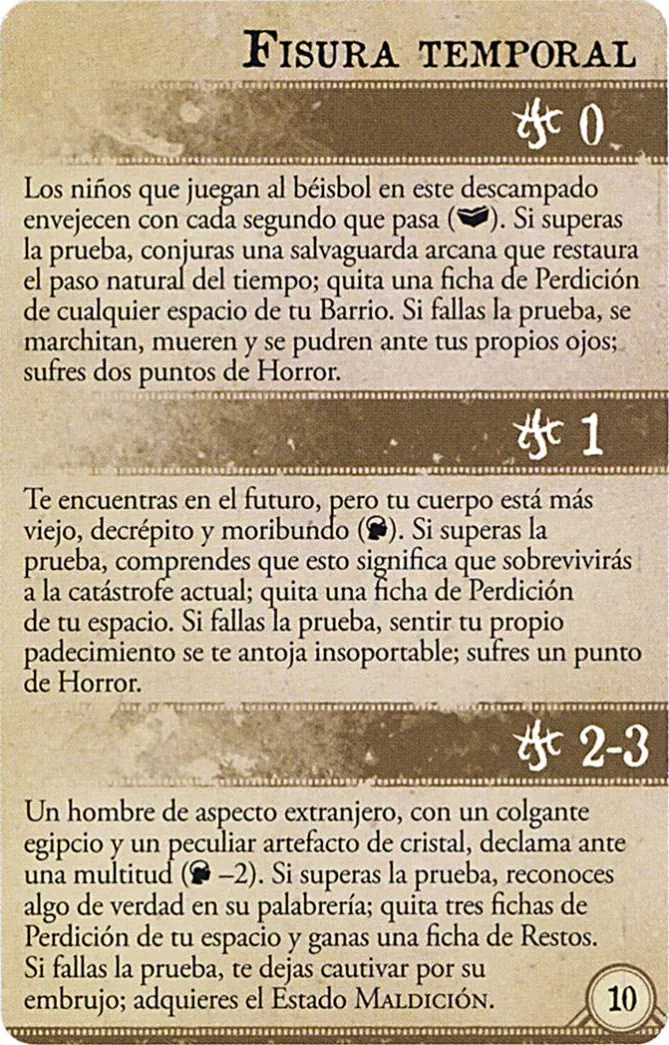 Fisura temporal
0
Los niños que juegan al béisbol en este descampado
envejecen con cada segundo que pasa ( ). Si superas
la prueba, conjuras una salvaguarda arcana que restaura
el paso natural del tiempo; quita una ficha de Perdición
de cualquier espacio de tu Barrio. Si fallas la prueba, se
marchitan, mueren y se pudren ante tus propios ojos;
sufres dos puntos de Horror.
1
Te encuentras en el futuro, pero tu cuerpo está más
viejo, decrépito y moribundo ( ). Si superas la
prueba, comprendes que esto significa que sobrevivirás
a la catástrofe actual; quita una ficha de Perdición
de tu espacio. Si fallas la prueba, sentir tu propio
padecimiento se te antoja insoportable; sufres un punto
de Horror.
2-3
Un hombre de aspecto extranjero, con un colgante
egipcio y un peculiar artefacto de cristal, declama ante
una multitud ( –2). Si superas la prueba, reconoces
algo de verdad en su palabrería; quita tres fichas de
Perdición de tu espacio y ganas una ficha de Restos.
Si fallas la prueba, te dejas cautivar por su
embrujo; adquieres el Estado Maldición.
10